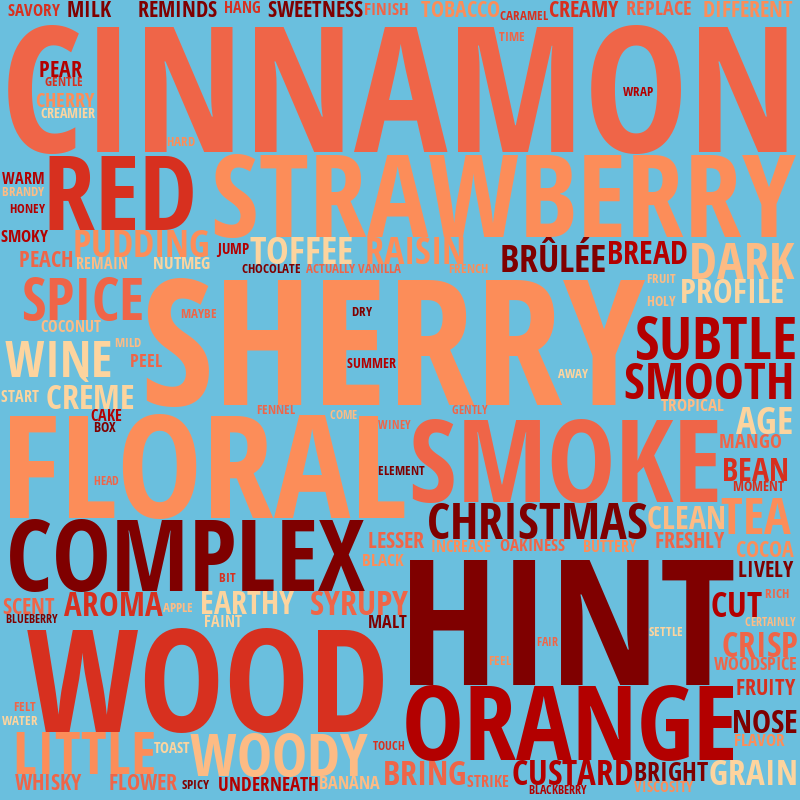 SAVORY MILK REMINDS HANG SWEETNESS FINISH TOBACCO CARAMEL CREAMY REPLACE DIFFERENT
CINNAMON
TIME
PEAR
GENTLE
WRAP
CHERRY
CREAMIER
HARD
RED STRAWBERRY
WARM
BRANDY
HONEY
SMOKY PUDDING JUMP TOFFEE RAISIN BRÛLÉE BREAD DARK
PEACH REMAIN NUTMEG CHOCOLATE ACTUALLY VANILLA FRENCH
FRUIT
SPICE SHERRY PROFILE
HOLY
MAYBE DRY
COCONUT SUBTLE
WINE MILD PEEL SUMMER AWAY SMOOTH
START CRÈME
CAKE FENNEL COME GENTLY TROPICAL AGE
BOX WINEY
FLORAL SMOKE MANGO
HEAD ELEMENT BEAN
MOMENT
COMPLEX CHRISTMAS CLEAN TEA
LESSER INCREASE OAKINESS BUTTERY FRESHLY COCOA
BLACK
BIT HINT LIVELY
SCENT AROMA APPLE EARTHY SYRUPY CUT RICH
BLUEBERRY FAINT MALT CERTAINLY
WOOD SETTLE
FAIR CRISP
FEEL WOODSPICE
ORANGE FRUITY
FELT
WATER NOSE
LITTLE TOAST WOODY TOUCH FLAVOR
WHISKY FLOWER SPICY UNDERNEATH BANANA BRING STRIKE CUSTARD BRIGHT GRAIN
BLACKBERRY VISCOSITY